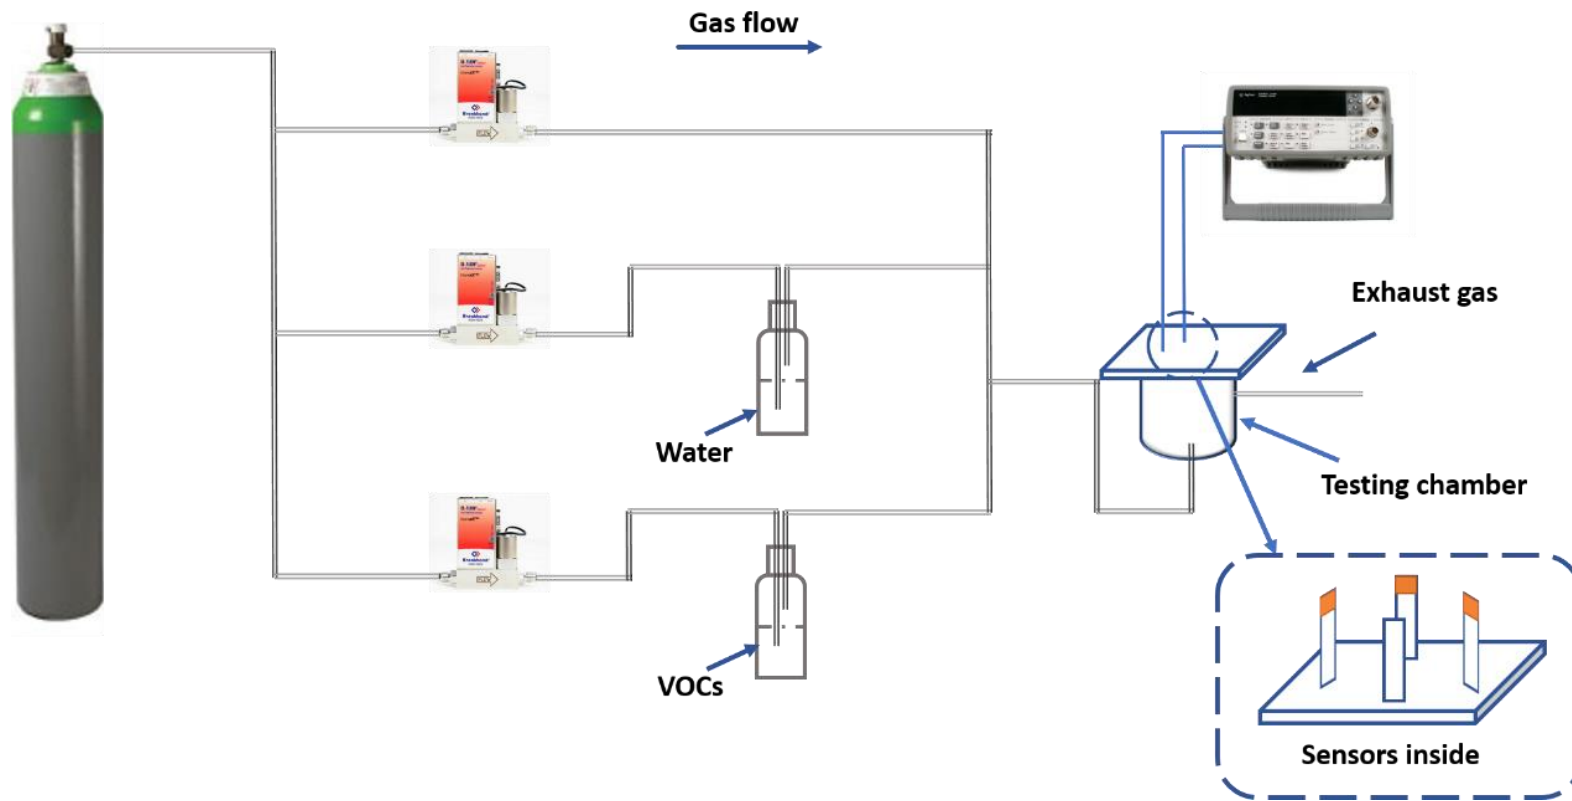 Gas flow
Exhaust gas
Water
Testing chamber
VOCs
Sensors inside